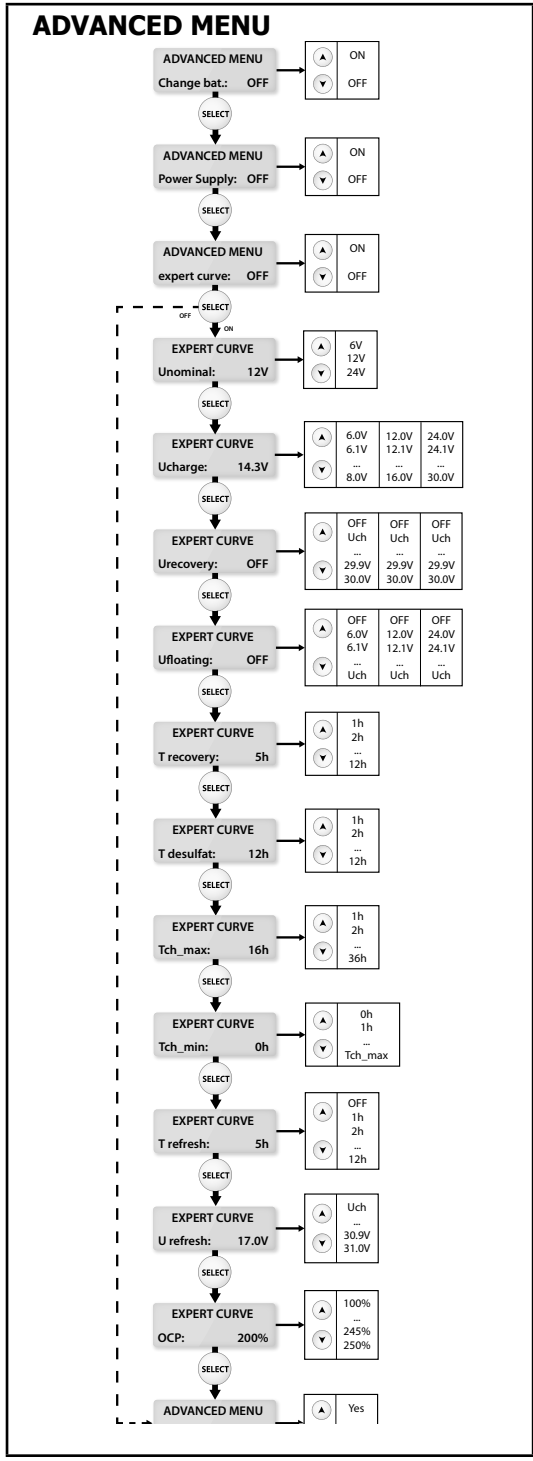 ADVANCED MENU
ADVANCED MENU
Change bat.: OFF
ON
OFF
SELECT
ADVANCED MENU
Power Supply: OFF
ON
OFF
SELECT
ADVANCED MENU
expert curve: OFF
ON
OFF
SELECT
OFF
ON
EXPERT CURVE
Unominal: 12V
6V
12V
24V
SELECT
EXPERT CURVE
Ucharge: 14.3V
6.0V 12.0V 24.0V
6.1V 12.1V 24.1V
... ... ...
8.0V 16.0V 30.0V
SELECT
EXPERT CURVE
Urecovery: OFF
OFF OFF OFF
Uch Uch Uch
... ... ...
29.9V 29.9V 29.9V
30.0V 30.0V 30.0V
SELECT
EXPERT CURVE
Ufloating: OFF
OFF OFF OFF
6.0V 12.0V 24.0V
6.1V 12.1V 24.1V
... ... ...
Uch Uch Uch
SELECT
EXPERT CURVE
T recovery: 5h
1h
2h
...
12h
SELECT
EXPERT CURVE
T desulfat: 12h
1h
2h
...
12h
SELECT
EXPERT CURVE
Tch_max: 16h
1h
2h
...
36h
SELECT
EXPERT CURVE
Tch_min: 0h
0h
1h
...
Tch_max
SELECT
EXPERT CURVE
T refresh: 5h
OFF
1h
2h
...
12h
SELECT
EXPERT CURVE
U refresh: 17.0V
Uch
...
30.9V
31.0V
SELECT
EXPERT CURVE
OCP: 200%
100%
...
245%
250%
SELECT
ADVANCED MENU
Yes